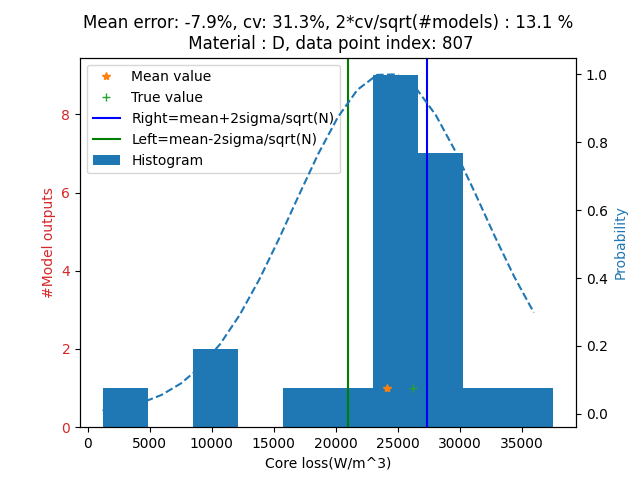 Mean error: -7.9%, cv: 31.3%, 2*cv/sqrt(#models) : 13.1 %
Material : D, data point index: 807
Mean value
True value
Right=mean+2sigma/sqrt(N)
Left=mean-2sigma/sqrt(N)
Histogram
#Model outputs
0
2
4
6
8
Probability
0.0
0.2
0.4
0.6
0.8
1.0
0
5000
10000
15000
20000
25000
30000
35000
Core loss(W/m^3)